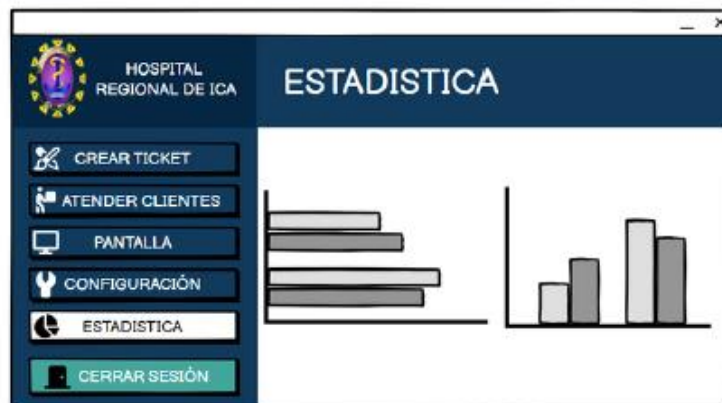 HOSPITAL
REGIONAL DE ICA
ESTADISTICA
CREAR TICKET
ATENDER CLIENTES
PANTALLA
CONFIGURACIÓN
ESTADISTICA
CERRAR SESIÓN